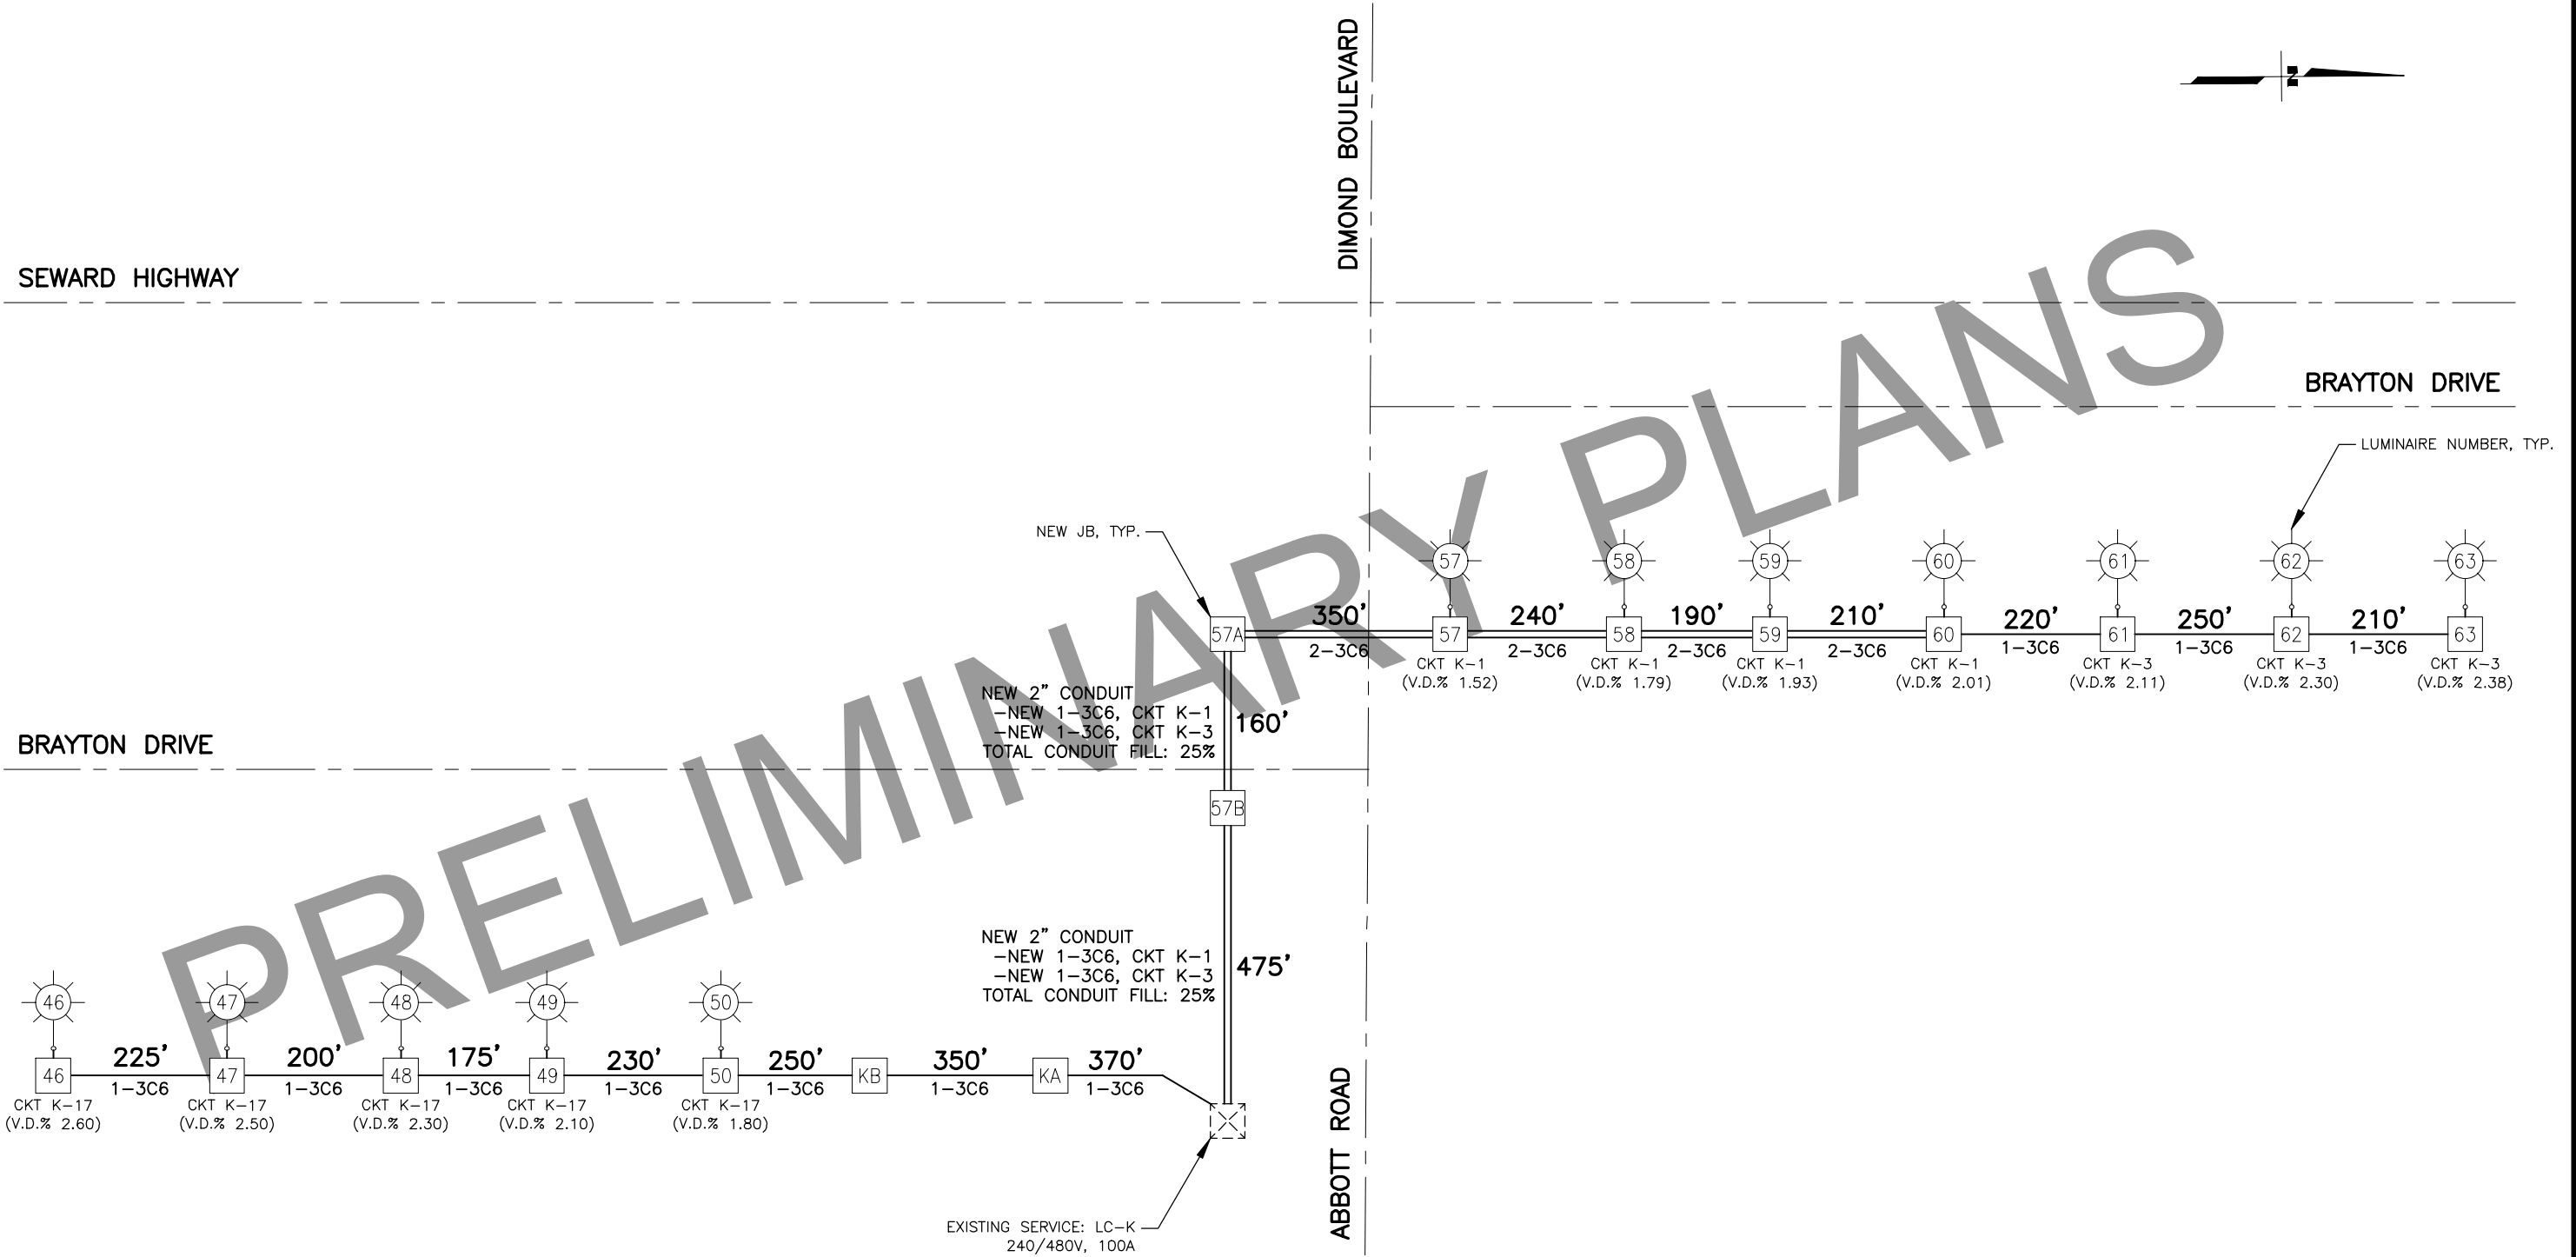 DIMOND BOULEVARD
N
SEWARD HIGHWAY
BRAYTON DRIVE
LUMINAIRE NUMBER, TYP.
NEW JB, TYP.
57
58
59
60
61
62
63
57A
350'
2-3C6
57
240'
2-3C6
58
190'
2-3C6
59
210'
2-3C6
60
220'
1-3C6
61
250'
1-3C6
62
210'
1-3C6
63
CKT K-1
(V.D.% 1.52)
CKT K-1
(V.D.% 1.79)
CKT K-1
(V.D.% 1.93)
CKT K-1
(V.D.% 2.01)
CKT K-3
(V.D.% 2.11)
CKT K-3
(V.D.% 2.30)
CKT K-3
(V.D.% 2.38)
NEW 2" CONDUIT
-NEW 1-3C6, CKT K-1
-NEW 1-3C6, CKT K-3
TOTAL CONDUIT FILL: 25%
160'
BRAYTON DRIVE
57B
PRELIMINARY PLANS
NEW 2" CONDUIT
-NEW 1-3C6, CKT K-1
-NEW 1-3C6, CKT K-3
TOTAL CONDUIT FILL: 25%
475'
46
47
48
49
50
46
225'
1-3C6
47
200'
1-3C6
48
175'
1-3C6
49
230'
1-3C6
50
250'
1-3C6
KB
350'
1-3C6
KA
370'
1-3C6
CKT K-17
(V.D.% 2.60)
CKT K-17
(V.D.% 2.50)
CKT K-17
(V.D.% 2.30)
CKT K-17
(V.D.% 2.10)
CKT K-17
(V.D.% 1.80)
ABBOTT ROAD
EXISTING SERVICE: LC-K
240/480V, 100A